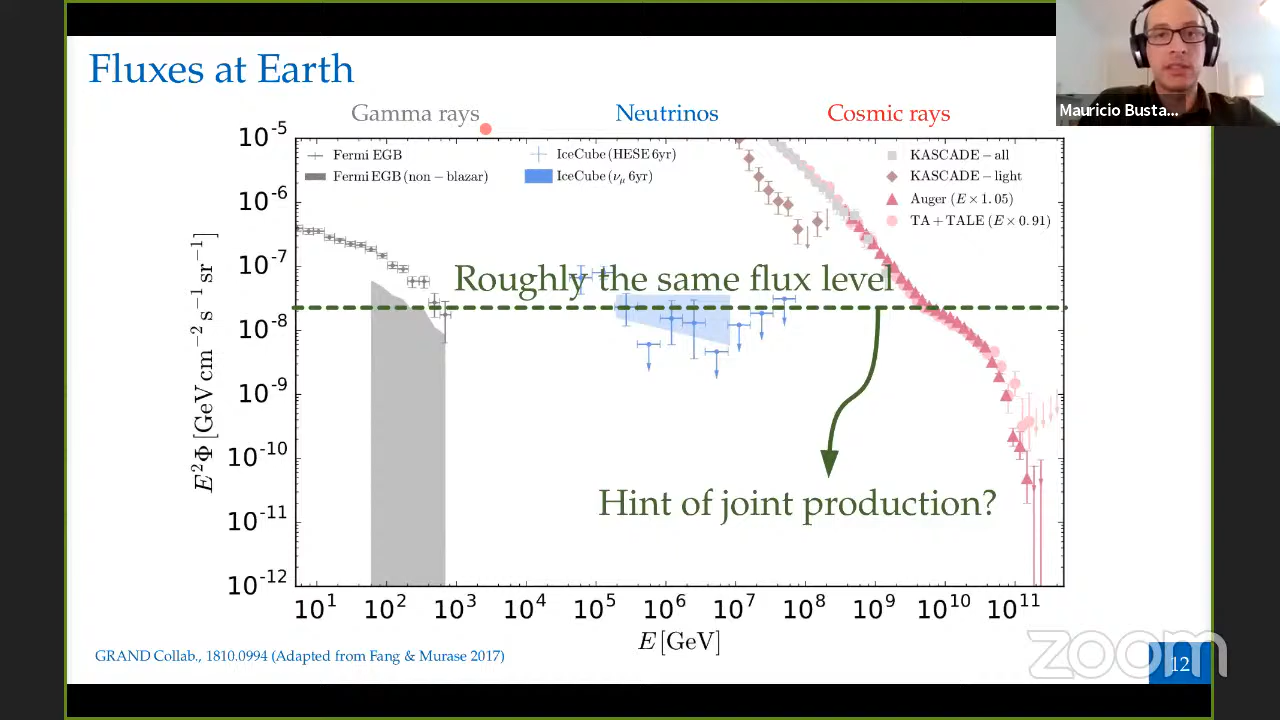 Fluxes at Earth
Mauricio Busta...
Gamma rays
Neutrinos
Cosmic rays
Fermi EGB
Fermi EGB (non-blazar)
IceCube (HESE 6yr)
IceCube (νμ 6yr)
KASCADE-all
KASCADE-light
Auger (E × 1.05)
TA+TALE (E × 0.91)
10⁻⁵
10⁻⁶
10⁻⁷
10⁻⁸
10⁻⁹
10⁻¹⁰
10⁻¹¹
10⁻¹²
E²Φ [GeV cm⁻² s⁻¹ sr⁻¹]
Roughly the same flux level
Hint of joint production?
10¹ 10² 10³ 10⁴ 10⁵ 10⁶ 10⁷ 10⁸ 10⁹ 10¹⁰ 10¹¹
E [GeV]
GRAND Collab., 1810.0994 (Adapted from Fang & Murase 2017)
zoom
12